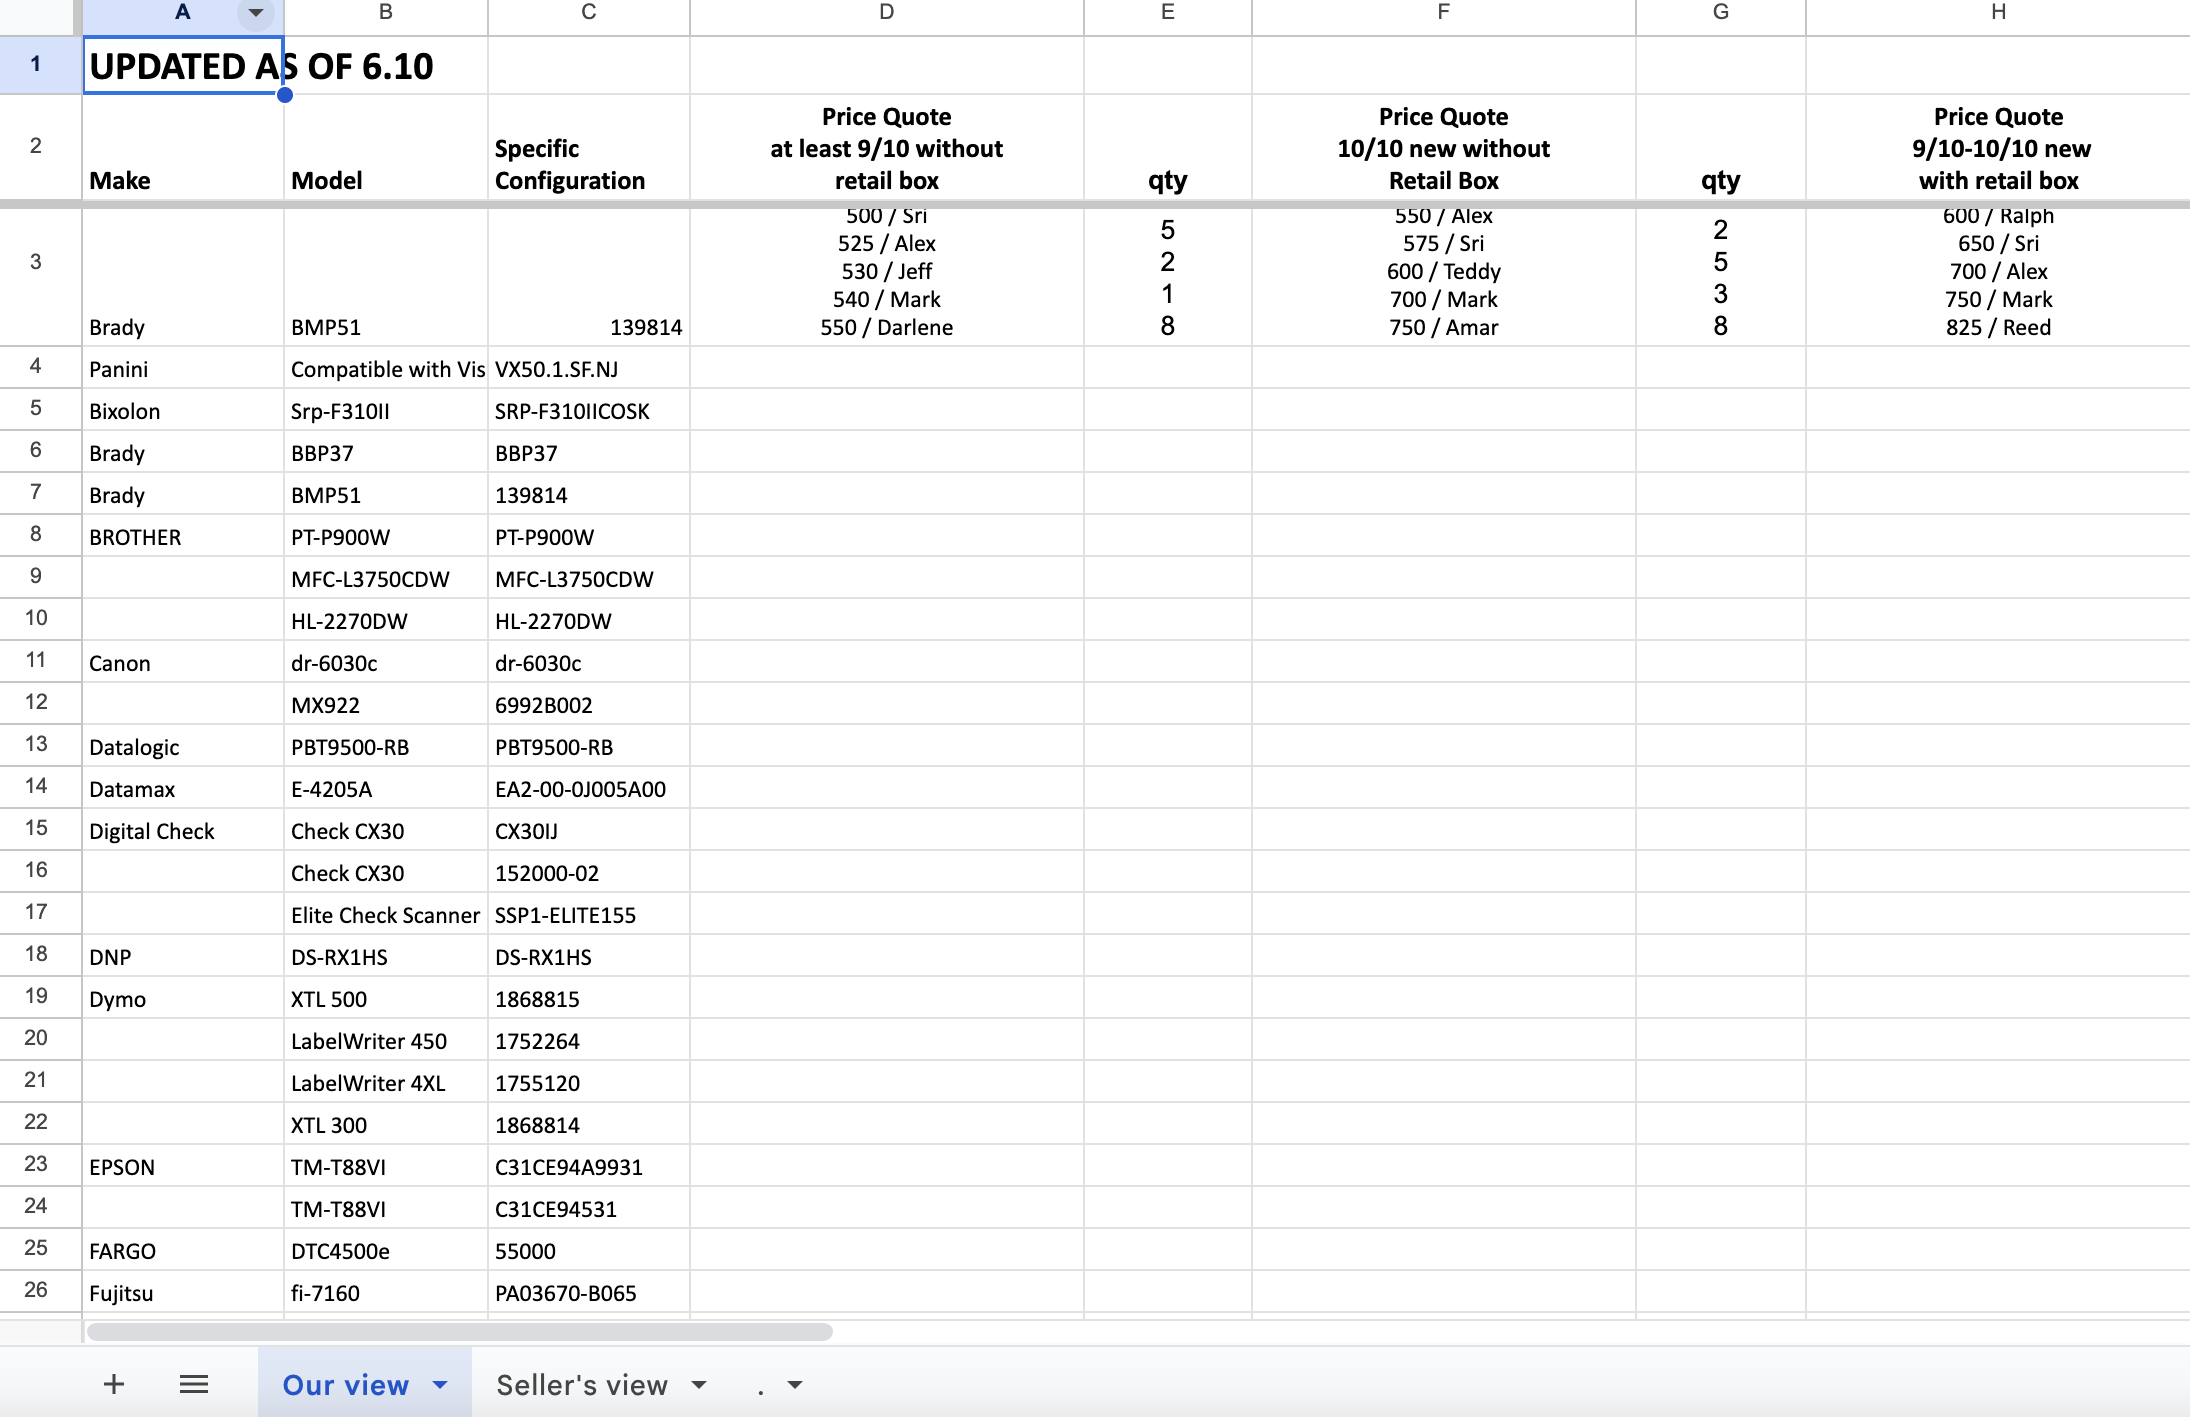 A B C D E F G H
1 UPDATED AS OF 6.10
2 Make Model Specific Configuration Price Quote at least 9/10 without retail box qty Price Quote 10/10 new without Retail Box qty Price Quote 9/10-10/10 new with retail box
500 / Sri 550 / Alex 600 / Ralph
5 2
525 / Alex 575 / Sri 650 / Sri
3 2 5
530 / Jeff 600 / Teddy 700 / Alex
1 3
540 / Mark 700 / Mark 750 / Mark
Brady BMP51 139814 550 / Darlene 8 750 / Amar 8 825 / Reed
4 Panini Compatible with Vis VX50.1.SF.NJ
5 Bixolon Srp-F310II SRP-F310IICOSK
6 Brady BBP37 BBP37
7 Brady BMP51 139814
8 BROTHER PT-P900W PT-P900W
9 MFC-L3750CDW MFC-L3750CDW
10 HL-2270DW HL-2270DW
11 Canon dr-6030c dr-6030c
12 MX922 6992B002
13 Datalogic PBT9500-RB PBT9500-RB
14 Datamax E-4205A EA2-00-0J005A00
15 Digital Check Check CX30 CX30IJ
16 Check CX30 152000-02
17 Elite Check Scanner SSP1-ELITE155
18 DNP DS-RX1HS DS-RX1HS
19 Dymo XTL 500 1868815
20 LabelWriter 450 1752264
21 LabelWriter 4XL 1755120
22 XTL 300 1868814
23 EPSON TM-T88VI C31CE94A9931
24 TM-T88VI C31CE94531
25 FARGO DTC4500e 55000
26 Fujitsu fi-7160 PA03670-B065
+ Our view Seller's view .